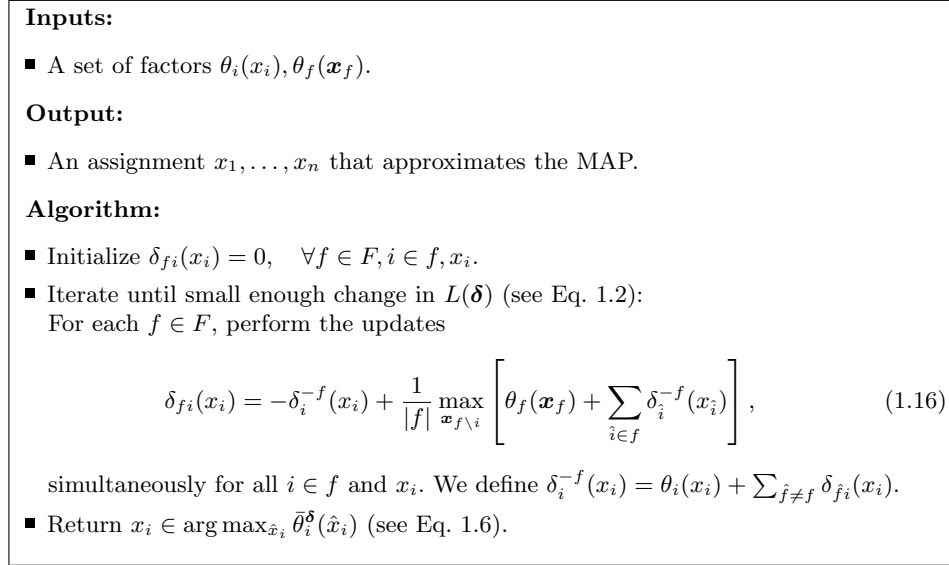 Inputs:
■ A set of factors θ_i(x_i), θ_f(𝒙_f).
Output:
■ An assignment x_1, . . . , x_n that approximates the MAP.
Algorithm:
■ Initialize δ_{fi}(x_i) = 0, ∀f ∈ F, i ∈ f, x_i.
■ Iterate until small enough change in L(𝜹) (see Eq. 1.2):
For each f ∈ F, perform the updates
δ_{fi}(x_i) = −δ_i^{−f}(x_i) + \frac{1}{|f|} \max_{𝒙_{f\setminus i}} [ θ_f(𝒙_f) + \sum_{\hat{i}∈f} δ_{\hat{i}}^{−f}(x_{\hat{i}}) ], (1.16)
simultaneously for all i ∈ f and x_i. We define δ_i^{−f}(x_i) = θ_i(x_i) + \sum_{\hat{f}≠f} δ_{\hat{f}i}(x_i).
■ Return x_i ∈ arg max_{\hat{x}_i} \bar{θ}_i^{𝜹}(\hat{x}_i) (see Eq. 1.6).